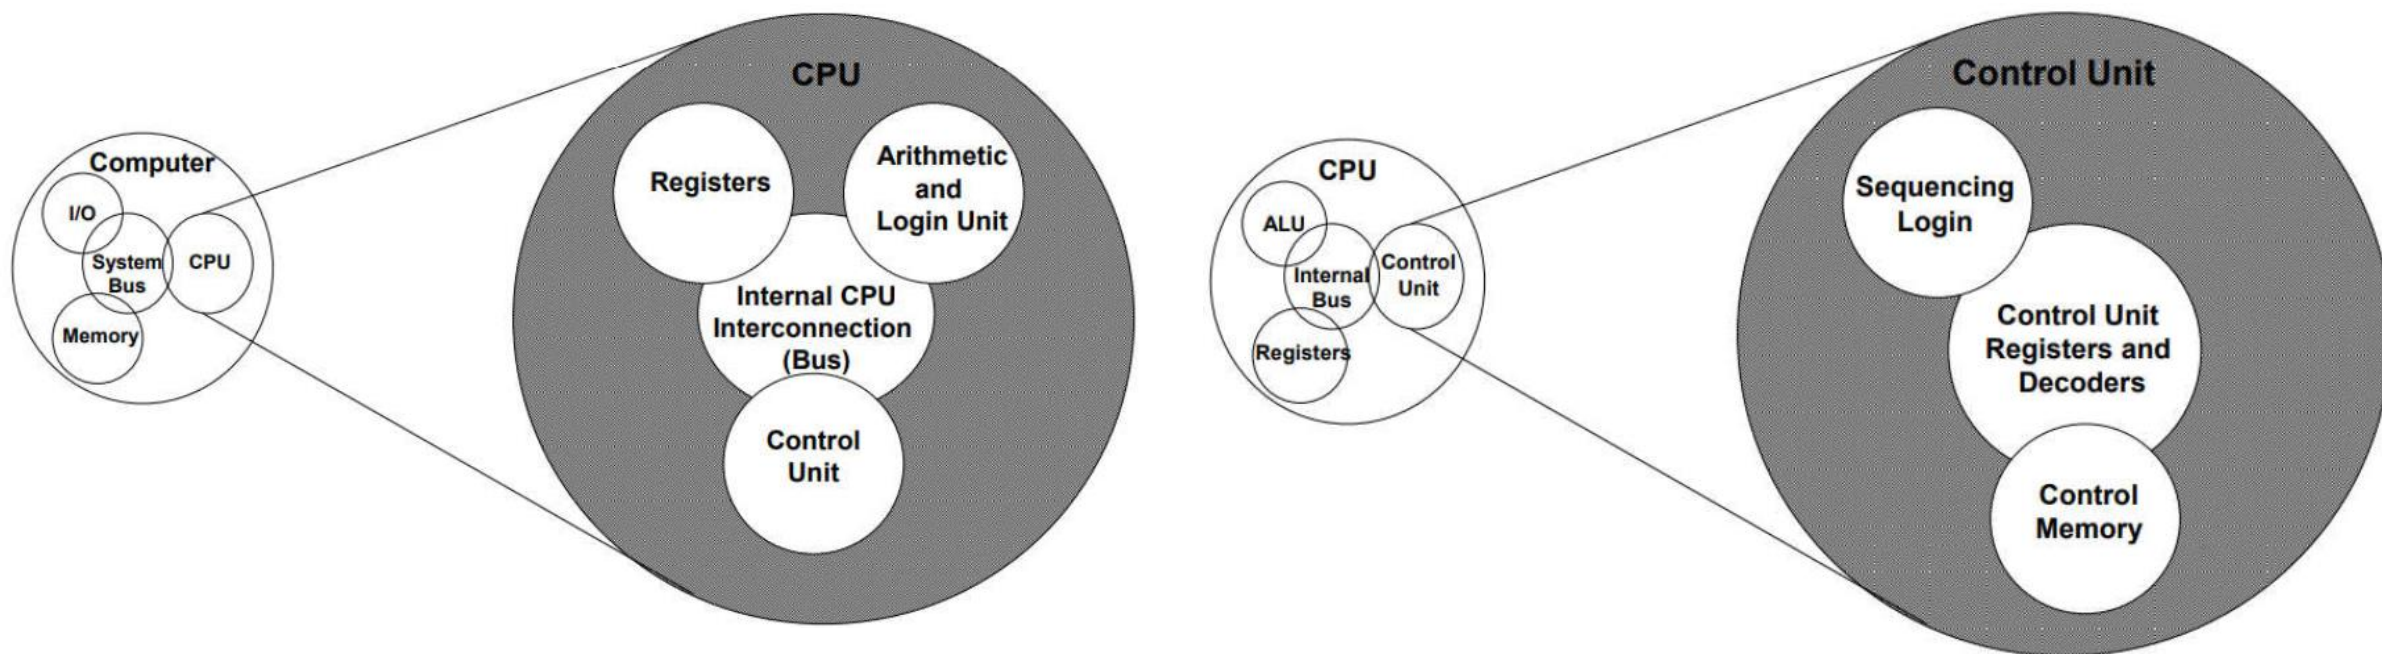 Computer
I/O
System
Bus
CPU
Memory
CPU
Registers
Arithmetic
and
Login Unit
Internal CPU
Interconnection
(Bus)
Control
Unit
CPU
ALU
Internal
Bus
Control
Unit
Registers
Control Unit
Sequencing
Login
Control Unit
Registers and
Decoders
Control
Memory